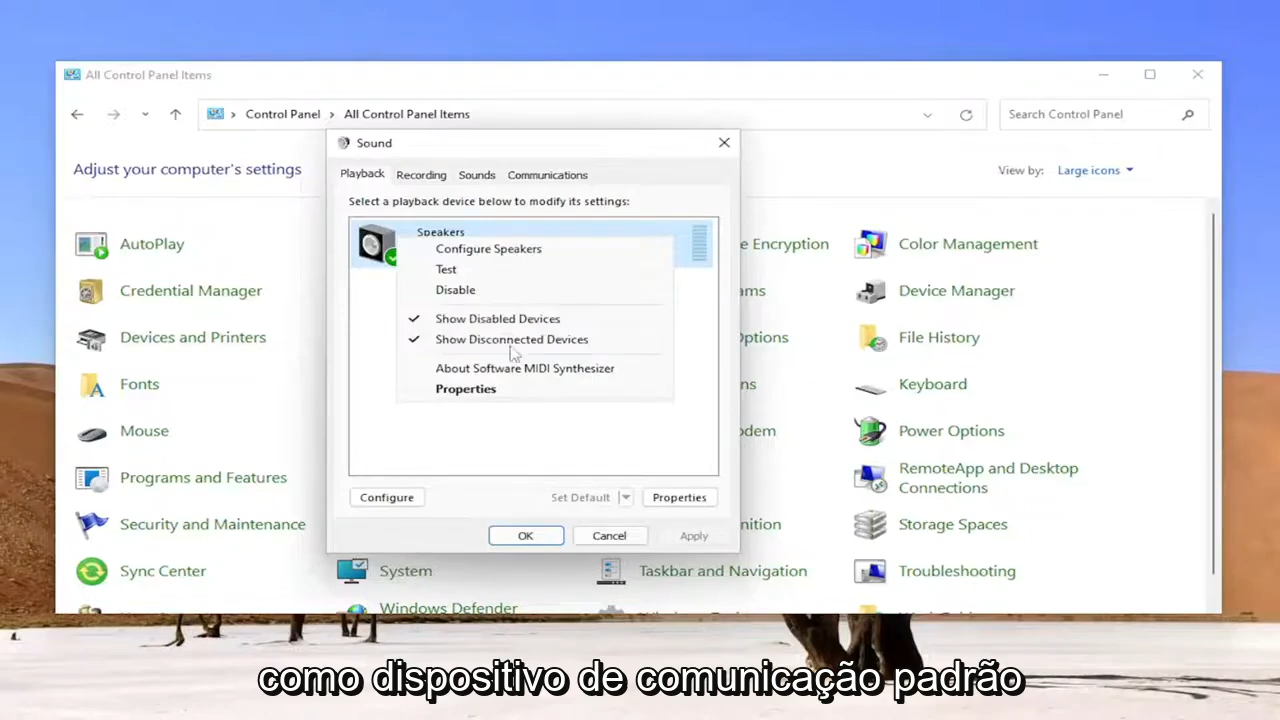 All Control Panel Items
Control Panel > All Control Panel Items
Search Control Panel
Adjust your computer's settings
View by: Large icons
Sound
Playback Recording Sounds Communications
Select a playback device below to modify its settings:
Speakers
Configure Speakers
Test
Disable
Show Disabled Devices
Show Disconnected Devices
About Software MIDI Synthesizer
Properties
Configure
Set Default
Properties
OK
Cancel
Apply
AutoPlay
e Encryption
Color Management
Credential Manager
ams
Device Manager
Devices and Printers
Options
File History
Fonts
ns
Keyboard
Mouse
odem
Power Options
Programs and Features
RemoteApp and Desktop
Connections
Security and Maintenance
nition
Storage Spaces
Sync Center
System
Taskbar and Navigation
Troubleshooting
Windows Defender
como dispositivo de comunicação padrão